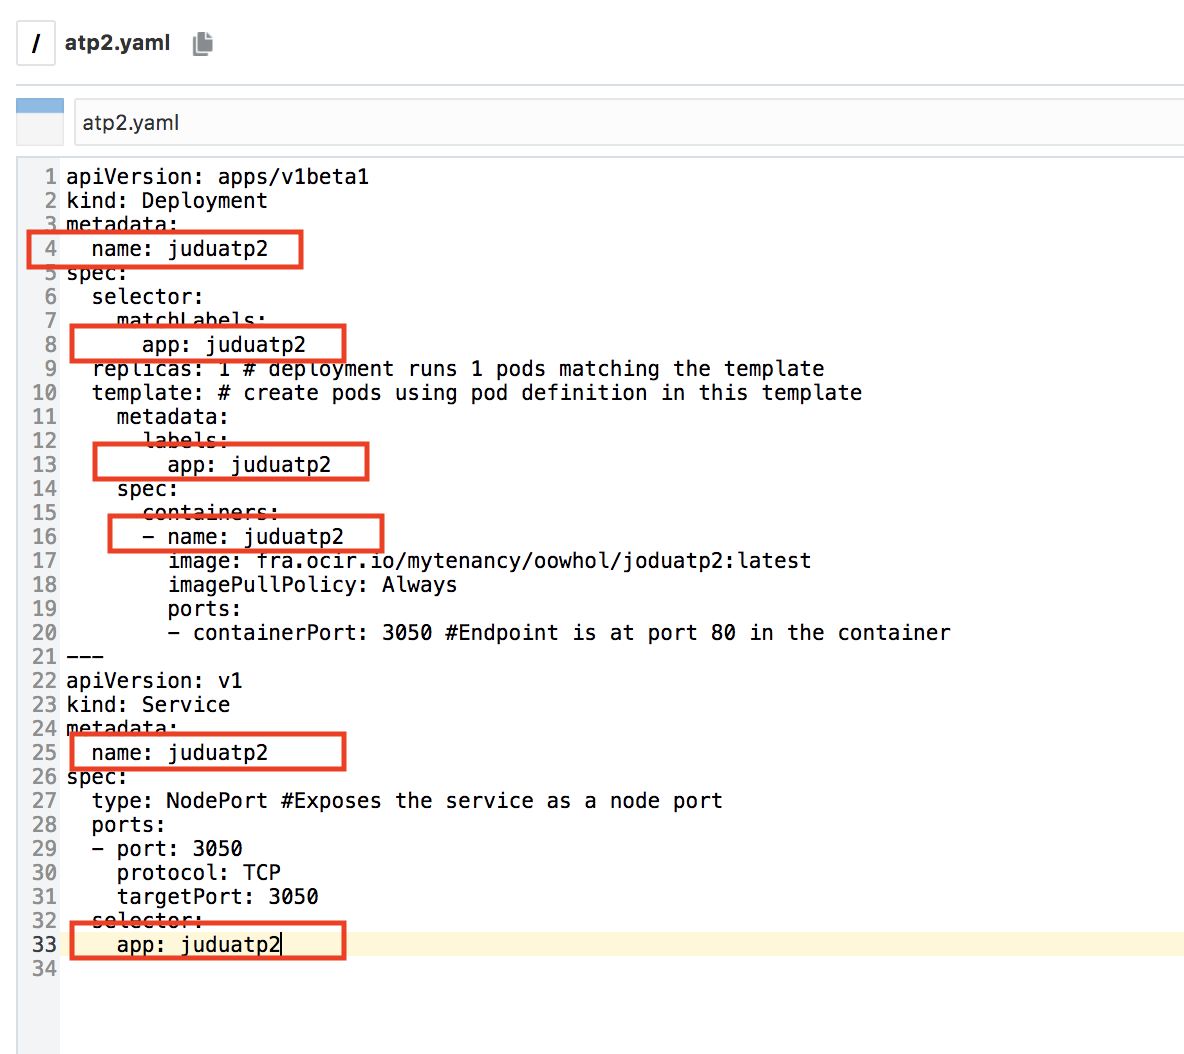 / atp2.yaml
atp2.yaml
1 apiVersion: apps/v1beta1
2 kind: Deployment
3 metadata:
4   name: juduatp2
5 spec:
6   selector:
7     matchLabels:
8       app: juduatp2
9   replicas: 1 # deployment runs 1 pods matching the template
10   template: # create pods using pod definition in this template
11     metadata:
12       labels:
13         app: juduatp2
14     spec:
15       containers:
16       - name: juduatp2
17         image: fra.ocir.io/mytenancy/oowhol/joduatp2:latest
18         imagePullPolicy: Always
19         ports:
20         - containerPort: 3050 #Endpoint is at port 80 in the container
21 ---
22 apiVersion: v1
23 kind: Service
24 metadata:
25   name: juduatp2
26 spec:
27   type: NodePort #Exposes the service as a node port
28   ports:
29   - port: 3050
30     protocol: TCP
31     targetPort: 3050
32   selector:
33     app: juduatp2
34